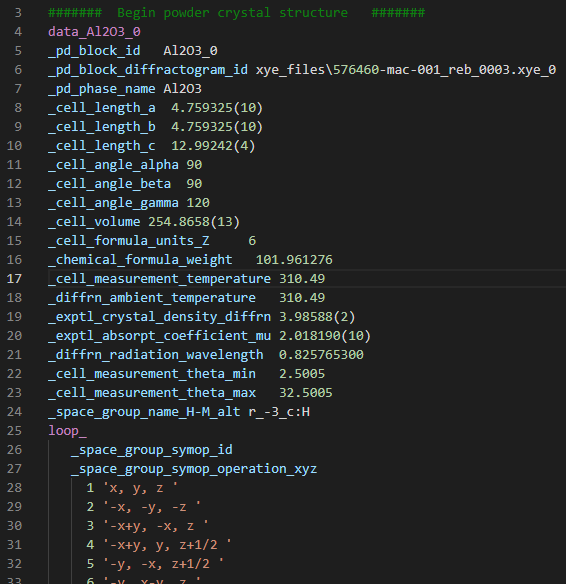 3 #######  Begin powder crystal structure   #######
4 data_Al2O3_0
5 _pd_block_id   Al2O3_0
6 _pd_block_diffractogram_id xye_files\576460-mac-001_reb_0003.xye_0
7 _pd_phase_name Al2O3
8 _cell_length_a  4.759325(10)
9 _cell_length_b  4.759325(10)
10 _cell_length_c  12.99242(4)
11 _cell_angle_alpha 90
12 _cell_angle_beta  90
13 _cell_angle_gamma 120
14 _cell_volume 254.8658(13)
15 _cell_formula_units_Z     6
16 _chemical_formula_weight   101.961276
17 _cell_measurement_temperature 310.49
18 _diffrn_ambient_temperature   310.49
19 _exptl_crystal_density_diffrn 3.98588(2)
20 _exptl_absorpt_coefficient_mu 2.018190(10)
21 _diffrn_radiation_wavelength  0.825765300
22 _cell_measurement_theta_min   2.5005
23 _cell_measurement_theta_max   32.5005
24 _space_group_name_H-M_alt r_-3_c:H
25 loop_
26 _space_group_symop_id
27 _space_group_symop_operation_xyz
28 1 'x, y, z '
29 2 '-x, -y, -z '
30 3 '-x+y, -x, z '
31 4 '-x+y, y, z+1/2 '
32 5 '-y, -x, z+1/2 '
33 6 '-y, x-y, z '